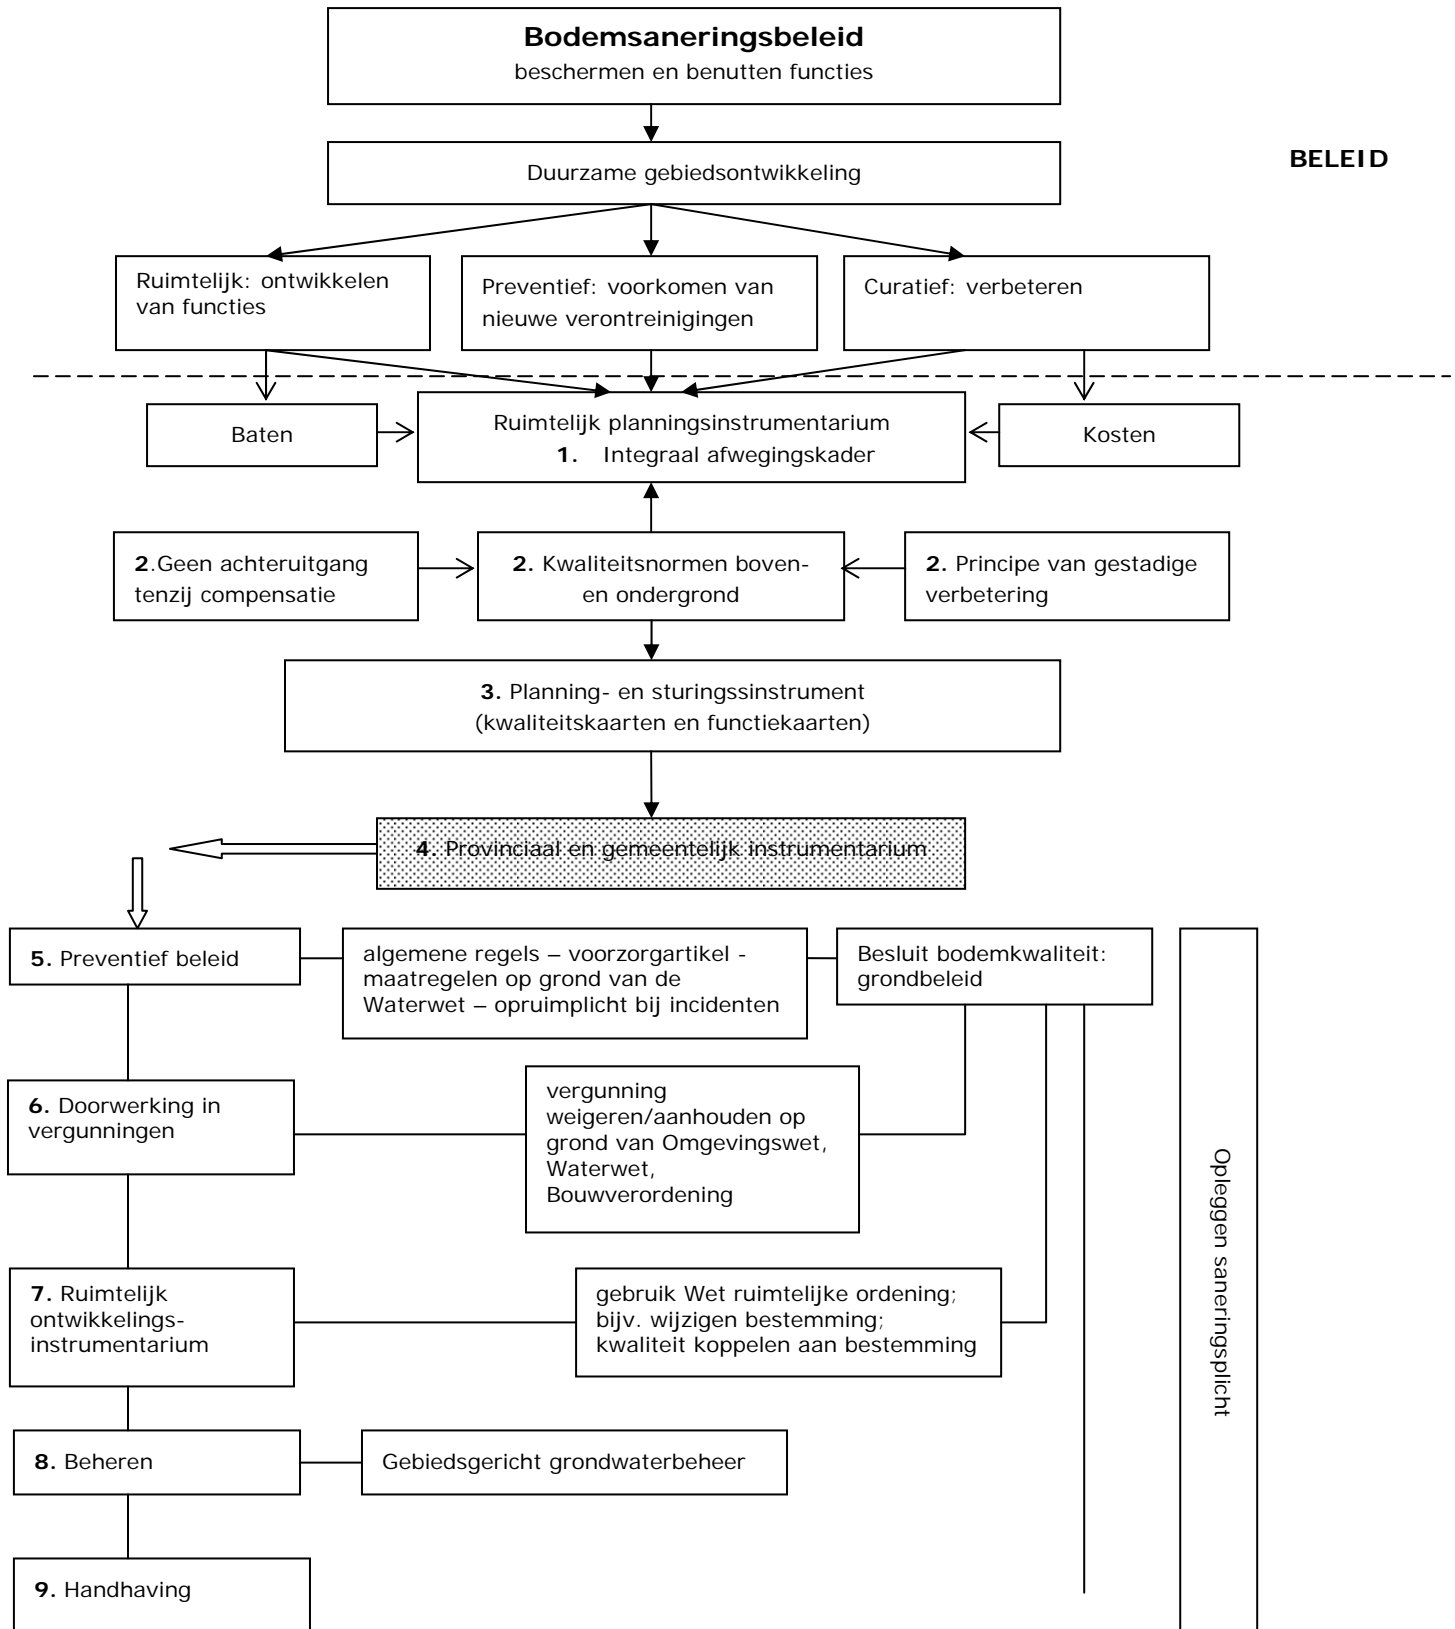 Bodemsaneringsbeleid
beschermen en benutten functies
Duurzame gebiedsontwikkeling
BELEID
Ruimtelijk: ontwikkelen
van functies
Preventief: voorkomen van
nieuwe verontreinigingen
Curatief: verbeteren
Baten
Ruimtelijk planningsinstrumentarium
1. Integraal afwegingskader
Kosten
2.Geen achteruitgang
tenzij compensatie
2. Kwaliteitsnormen boven-
en ondergrond
2. Principe van gestadige
verbetering
3. Planning- en sturingssinstrument
(kwaliteitskaarten en functiekaarten)
4. Provinciaal en gemeentelijk instrumentarium
5. Preventief beleid
algemene regels – voorzorgartikel -
maatregelen op grond van de
Waterwet – opruimplicht bij incidenten
Besluit bodemkwaliteit:
grondbeleid
6. Doorwerking in
vergunningen
vergunning
weigeren/aanhouden op
grond van Omgevingswet,
Waterwet,
Bouwverordening
7. Ruimtelijk
ontwikkelings-
instrumentarium
gebruik Wet ruimtelijke ordening;
bijv. wijzigen bestemming;
kwaliteit koppelen aan bestemming
Opleggen saneringsplicht
8. Beheren
Gebiedsgericht grondwaterbeheer
9. Handhaving